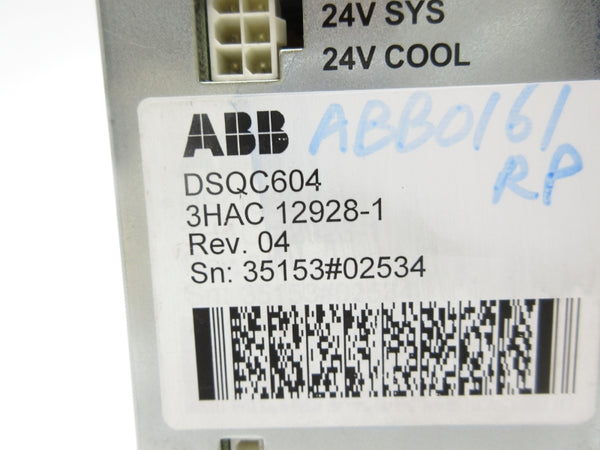 24V SYS
24V COOL
ABB ABB0161
RP
DSQC604
3HAC 12928-1
Rev. 04
Sn: 35153#02534